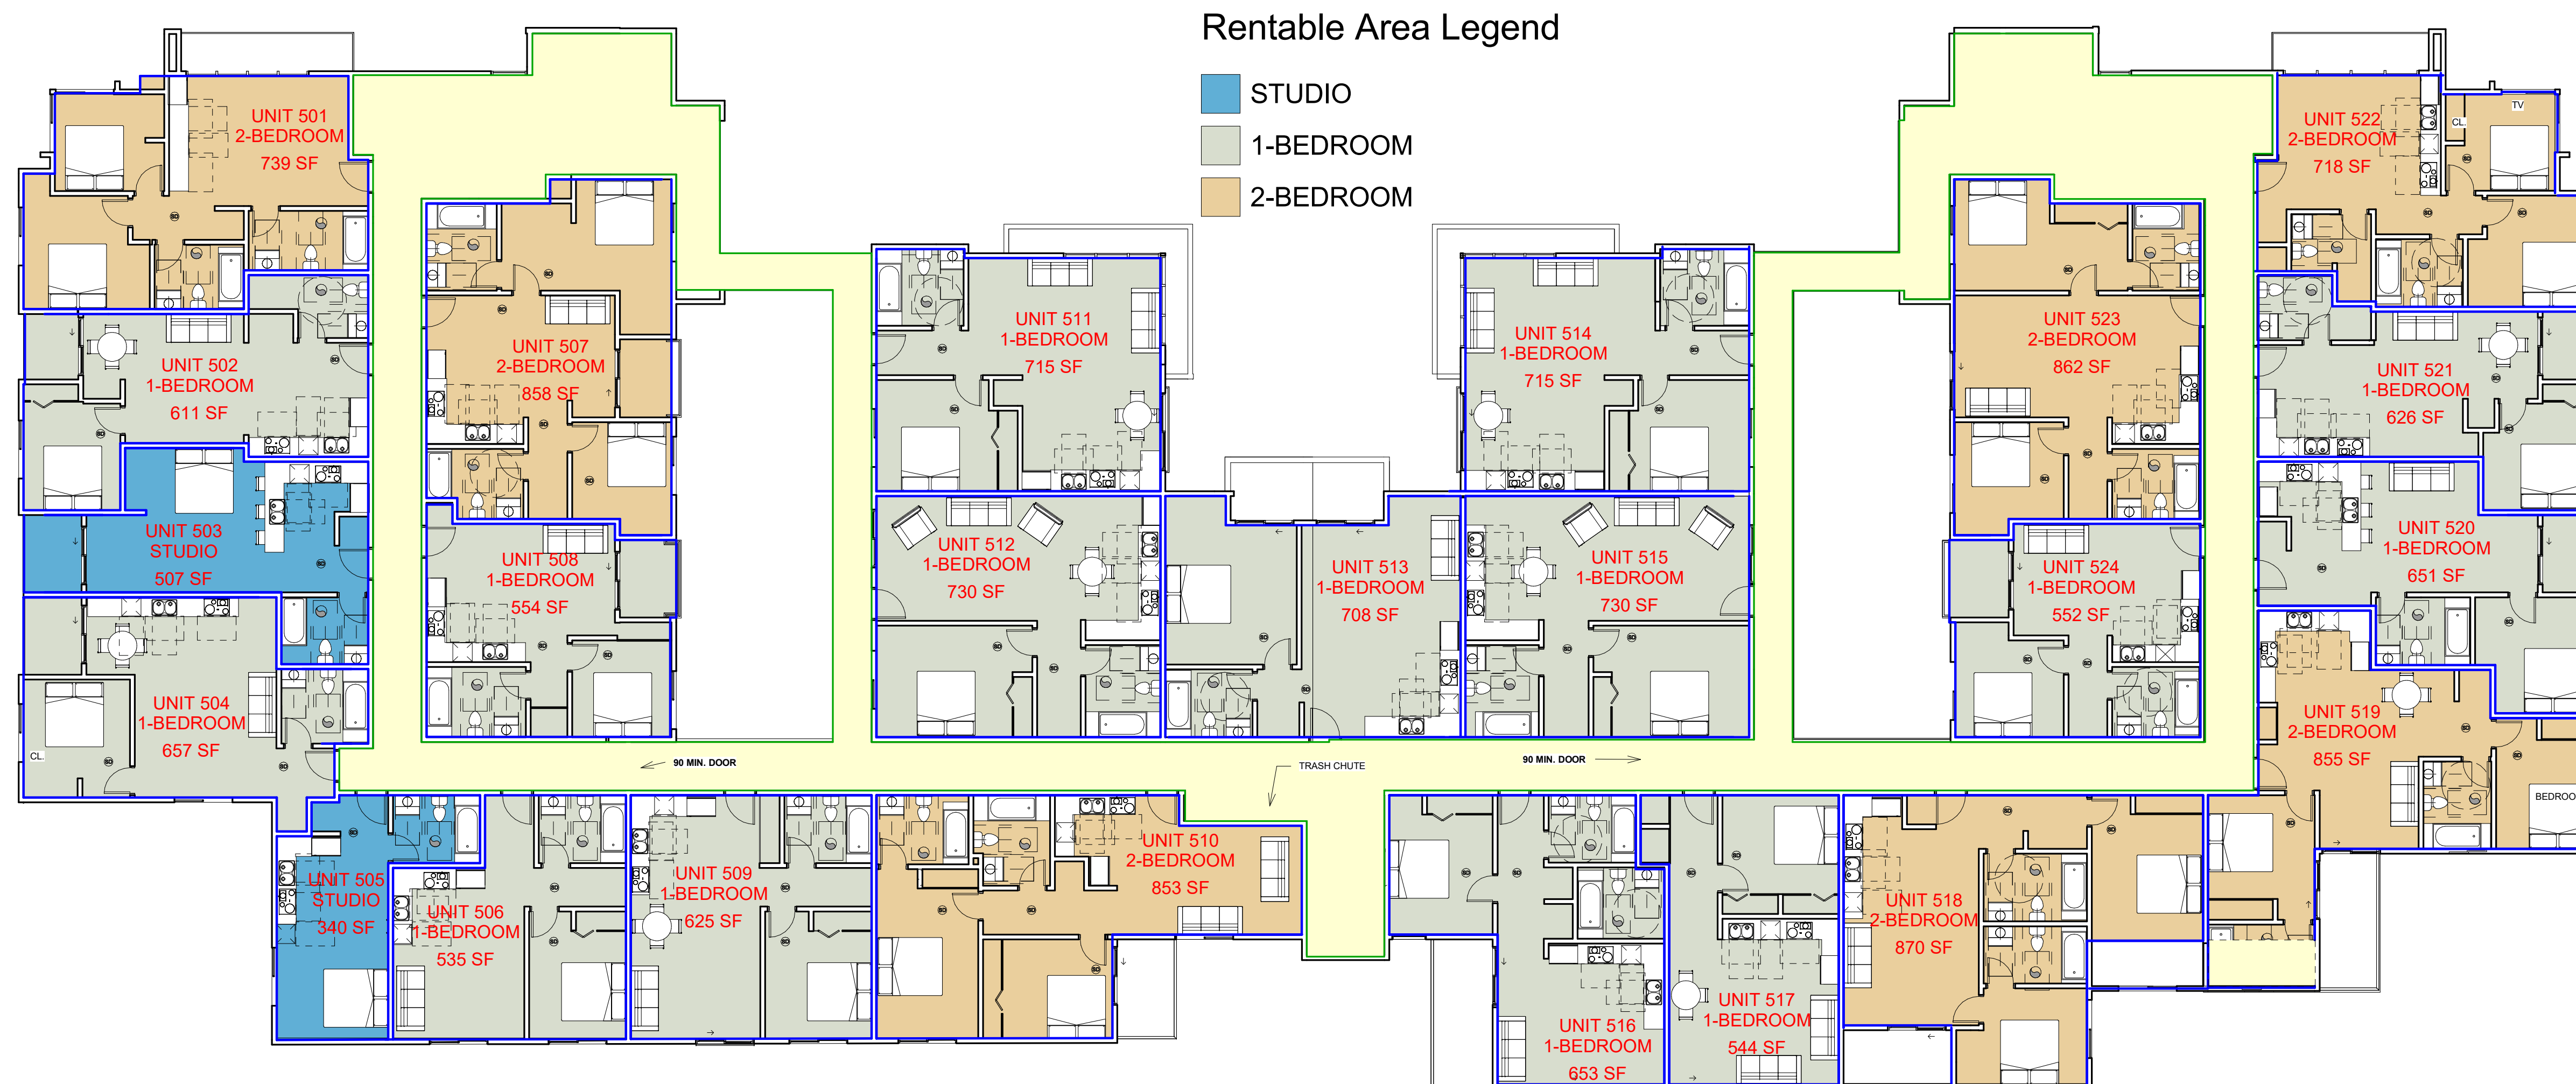 Rentable Area Legend
STUDIO
1-BEDROOM
2-BEDROOM
UNIT 501
2-BEDROOM
739 SF
UNIT 502
1-BEDROOM
611 SF
UNIT 503
STUDIO
507 SF
UNIT 504
1-BEDROOM
657 SF
CL.
UNIT 505
STUDIO
340 SF
UNIT 506
1-BEDROOM
535 SF
UNIT 507
2-BEDROOM
858 SF
UNIT 508
1-BEDROOM
554 SF
UNIT 509
1-BEDROOM
625 SF
UNIT 510
2-BEDROOM
853 SF
UNIT 511
1-BEDROOM
715 SF
UNIT 512
1-BEDROOM
730 SF
UNIT 513
1-BEDROOM
708 SF
UNIT 514
1-BEDROOM
715 SF
UNIT 515
1-BEDROOM
730 SF
90 MIN. DOOR
TRASH CHUTE
90 MIN. DOOR
UNIT 516
1-BEDROOM
653 SF
UNIT 517
1-BEDROOM
544 SF
UNIT 518
2-BEDROOM
870 SF
UNIT 519
2-BEDROOM
855 SF
BEDROO
UNIT 520
1-BEDROOM
651 SF
UNIT 521
1-BEDROOM
626 SF
UNIT 522
2-BEDROOM
718 SF
CL.
TV
UNIT 523
2-BEDROOM
862 SF
UNIT 524
1-BEDROOM
552 SF